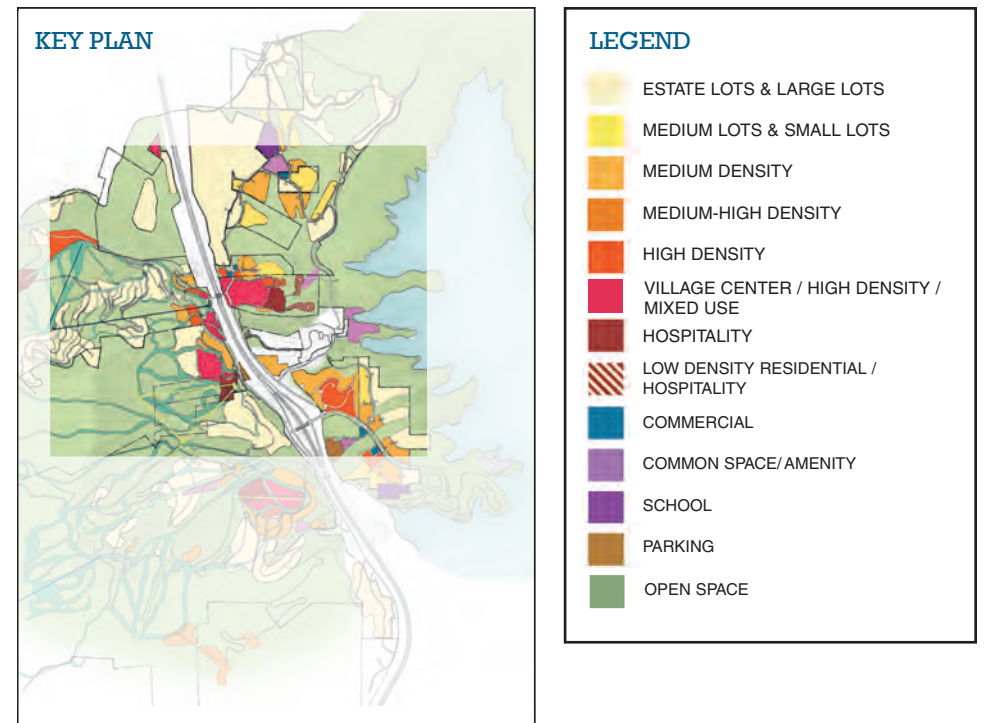 KEY PLAN
LEGEND
ESTATE LOTS & LARGE LOTS
MEDIUM LOTS & SMALL LOTS
MEDIUM DENSITY
MEDIUM-HIGH DENSITY
HIGH DENSITY
VILLAGE CENTER / HIGH DENSITY /
MIXED USE
HOSPITALITY
LOW DENSITY RESIDENTIAL /
HOSPITALITY
COMMERCIAL
COMMON SPACE/AMENITY
SCHOOL
PARKING
OPEN SPACE